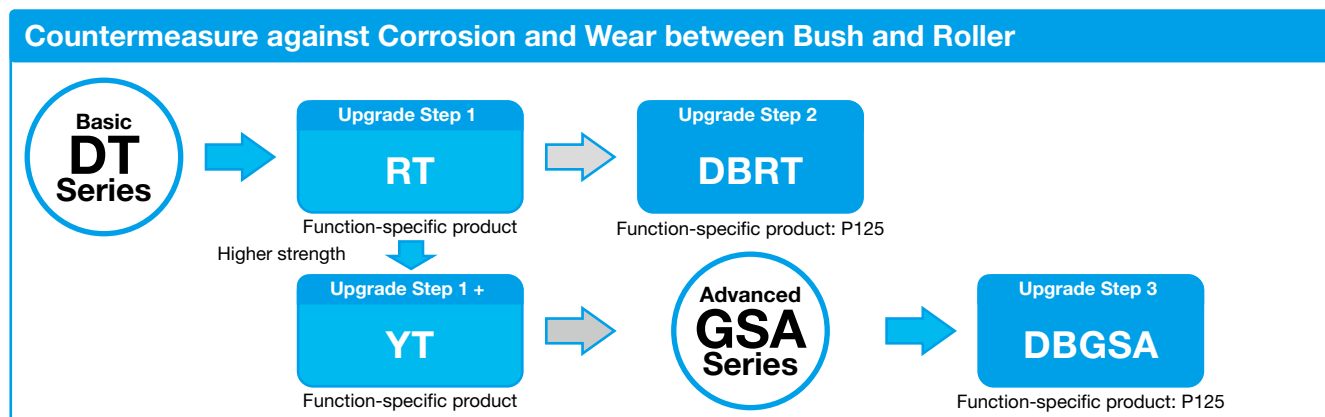 Countermeasure against Corrosion and Wear between Bush and Roller
Basic
DT
Series
Upgrade Step 1
RT
Function-specific product
Upgrade Step 2
DBRT
Function-specific product: P125
Higher strength
Upgrade Step 1 +
YT
Function-specific product
Advanced
GSA
Series
Upgrade Step 3
DBGSA
Function-specific product: P125